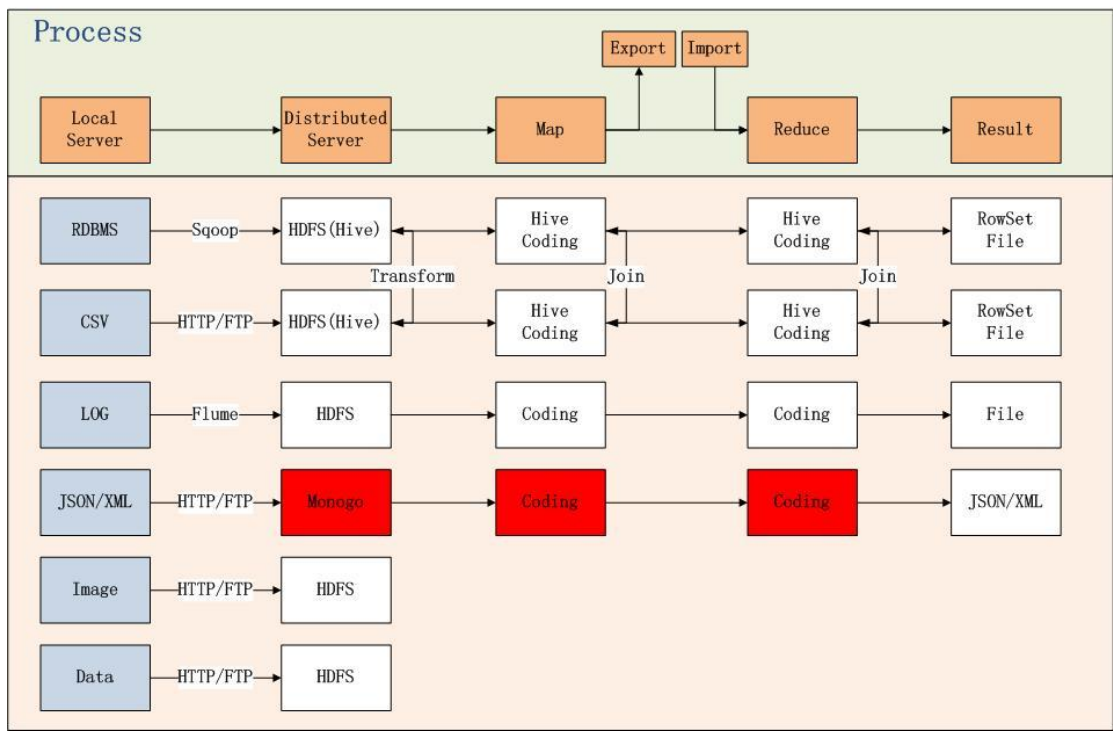 Process
Export
Import
Local
Server
Distributed
Server
Map
Reduce
Result
RDBMS
Sqoop
HDFS(Hive)
Hive
Coding
Hive
Coding
RowSet
File
Transform
Join
Join
CSV
HTTP/FTP
HDFS(Hive)
Hive
Coding
Hive
Coding
RowSet
File
LOG
Flume
HDFS
Coding
Coding
File
JSON/XML
HTTP/FTP
Monogo
Coding
Coding
JSON/XML
Image
HTTP/FTP
HDFS
Data
HTTP/FTP
HDFS